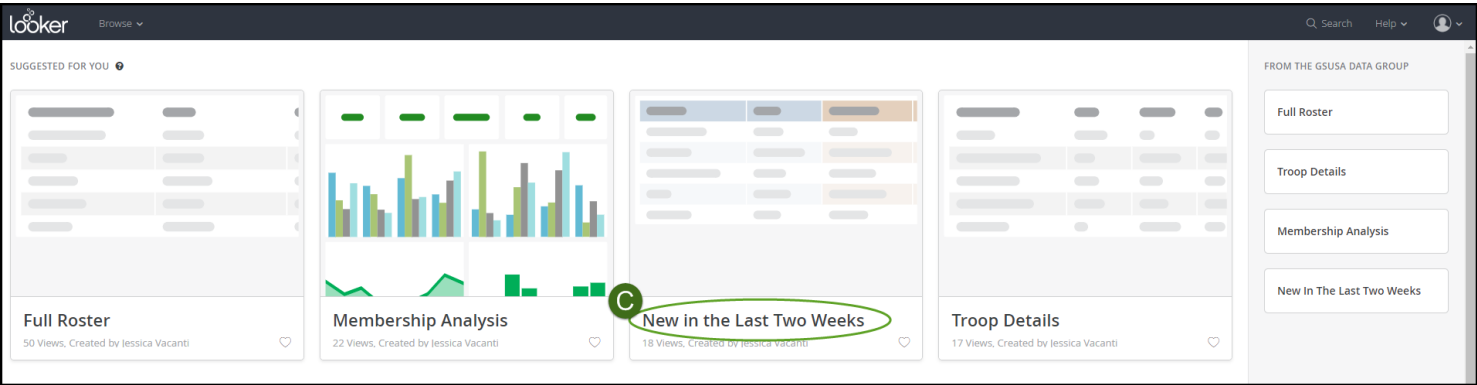 looker
Browse
Search
Help
SUGGESTED FOR YOU ?
FROM THE GSUSA DATA GROUP
Full Roster
50 Views, Created by Jessica Vacanti
Membership Analysis
22 Views, Created by Jessica Vacanti
C
New in the Last Two Weeks
18 Views, Created by Jessica Vacanti
Troop Details
17 Views, Created by Jessica Vacanti
Full Roster
Troop Details
Membership Analysis
New In The Last Two Weeks